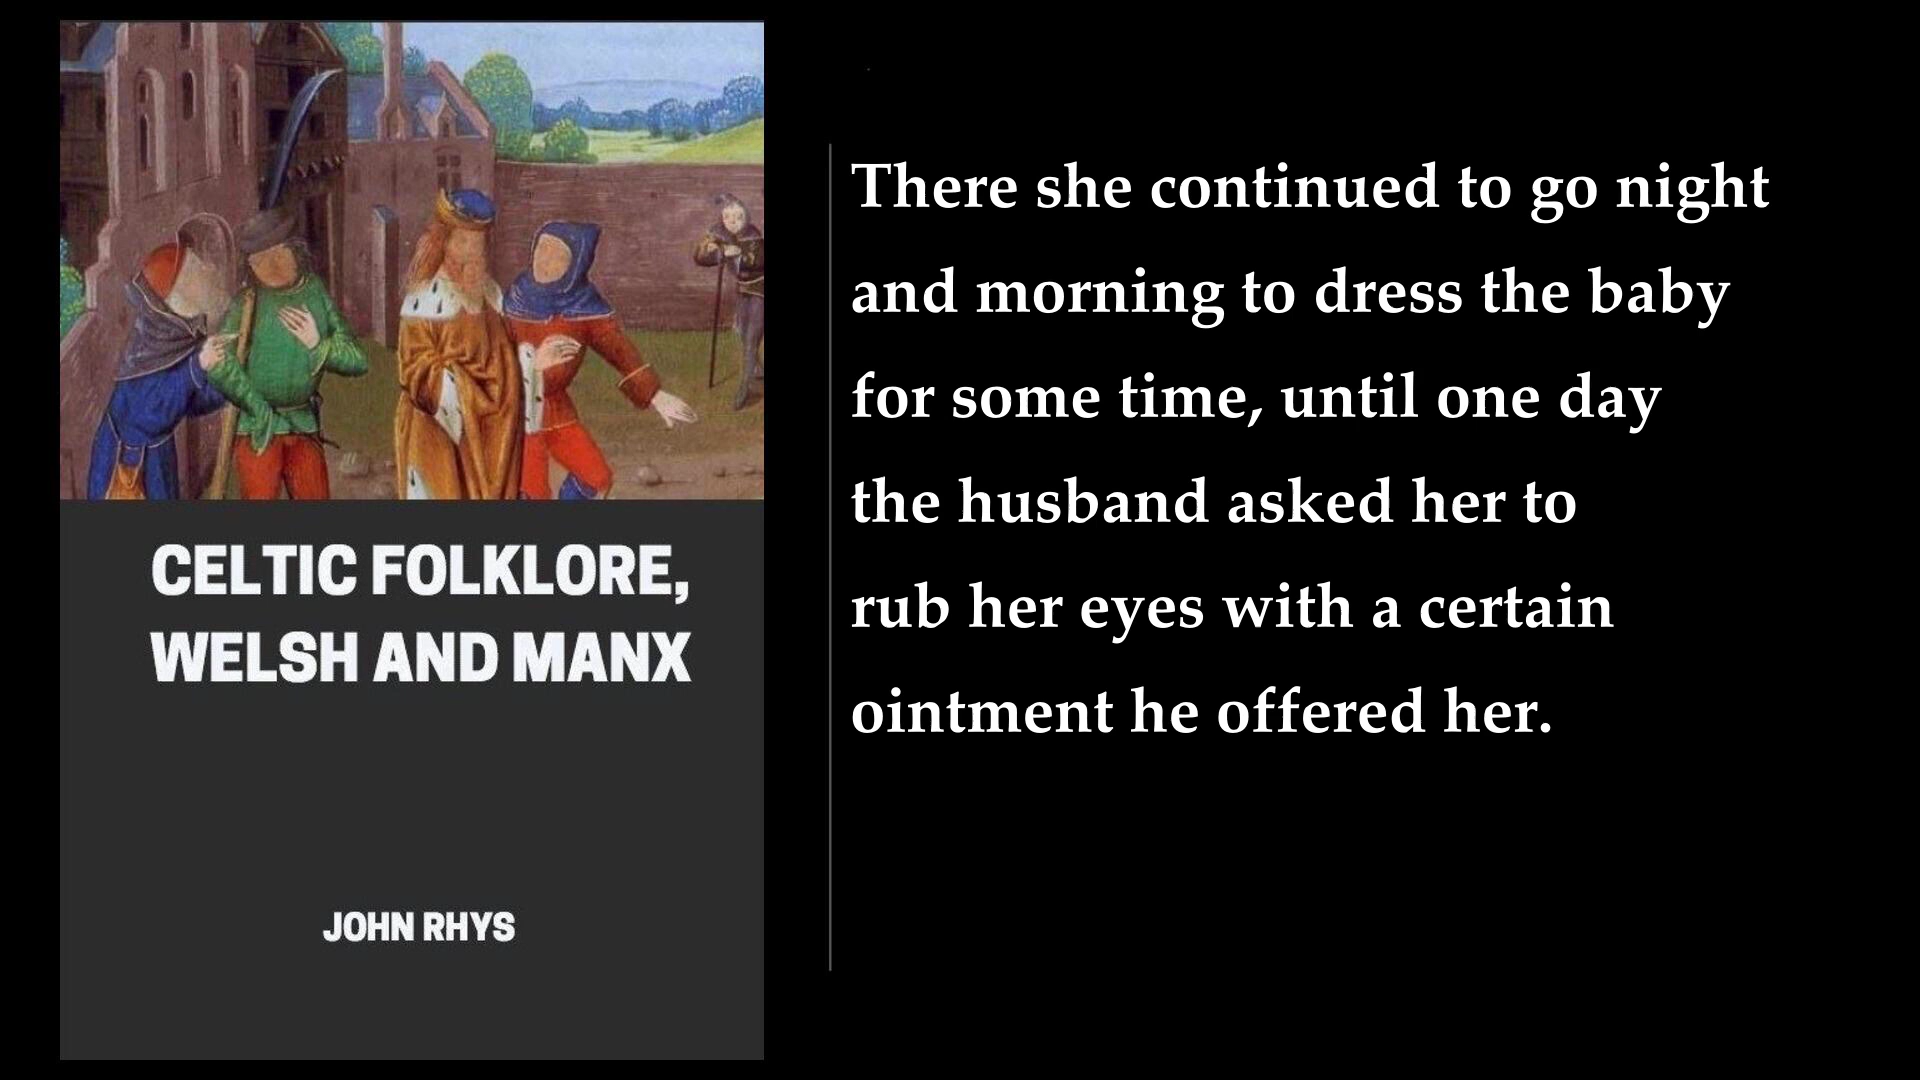 CELTIC FOLKLORE,
WELSH AND MANX
JOHN RHYS
There she continued to go night
and morning to dress the baby
for some time, until one day
the husband asked her to
rub her eyes with a certain
ointment he offered her.